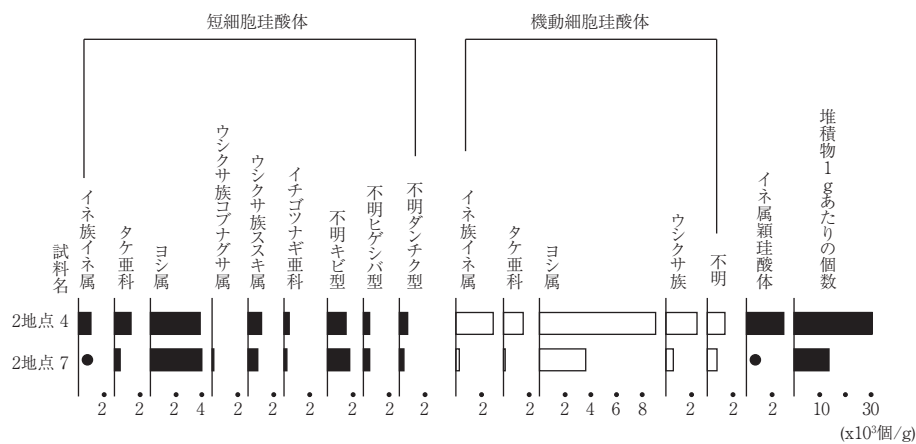 短細胞珪酸体
機動細胞珪酸体
試料名
イネ族イネ属
タケ亜科
ヨシ属
ウシクサ族コブナグサ属
ウシクサ族ススキ属
イチゴツナギ亜科
不明キビ型
不明ヒゲシバ型
不明ダンチク型
イネ族イネ属
タケ亜科
ヨシ属
ウシクサ族
不明
イネ属穎珪酸体
堆積物1gあたりの個数
2地点 4
2地点 7
2 2 2 4 2 2 2 2 2 2 2 2 2 4 6 8 2 2 2 10 30
(x10³個/g)